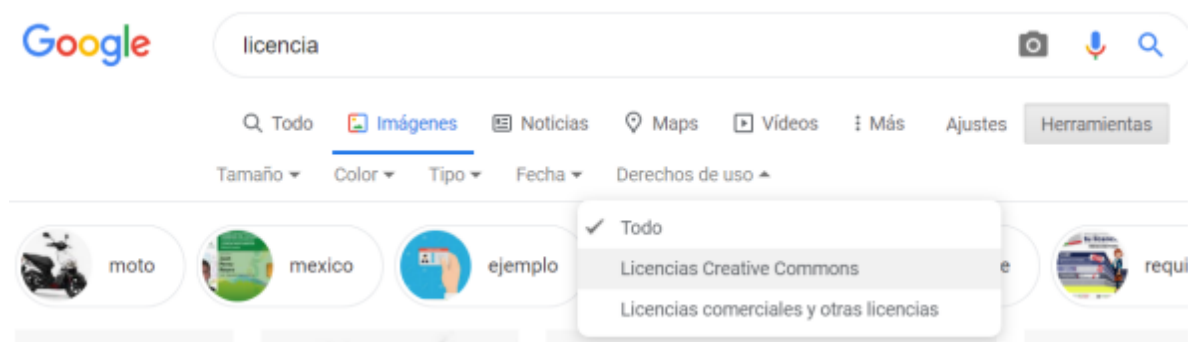 Google
licencia
Todo Imágenes Noticias Maps Vídeos Más Ajustes Herramientas
Tamaño Color Tipo Fecha Derechos de uso
Todo
moto mexico ejemplo Licencias Creative Commons e requi
Licencias comerciales y otras licencias